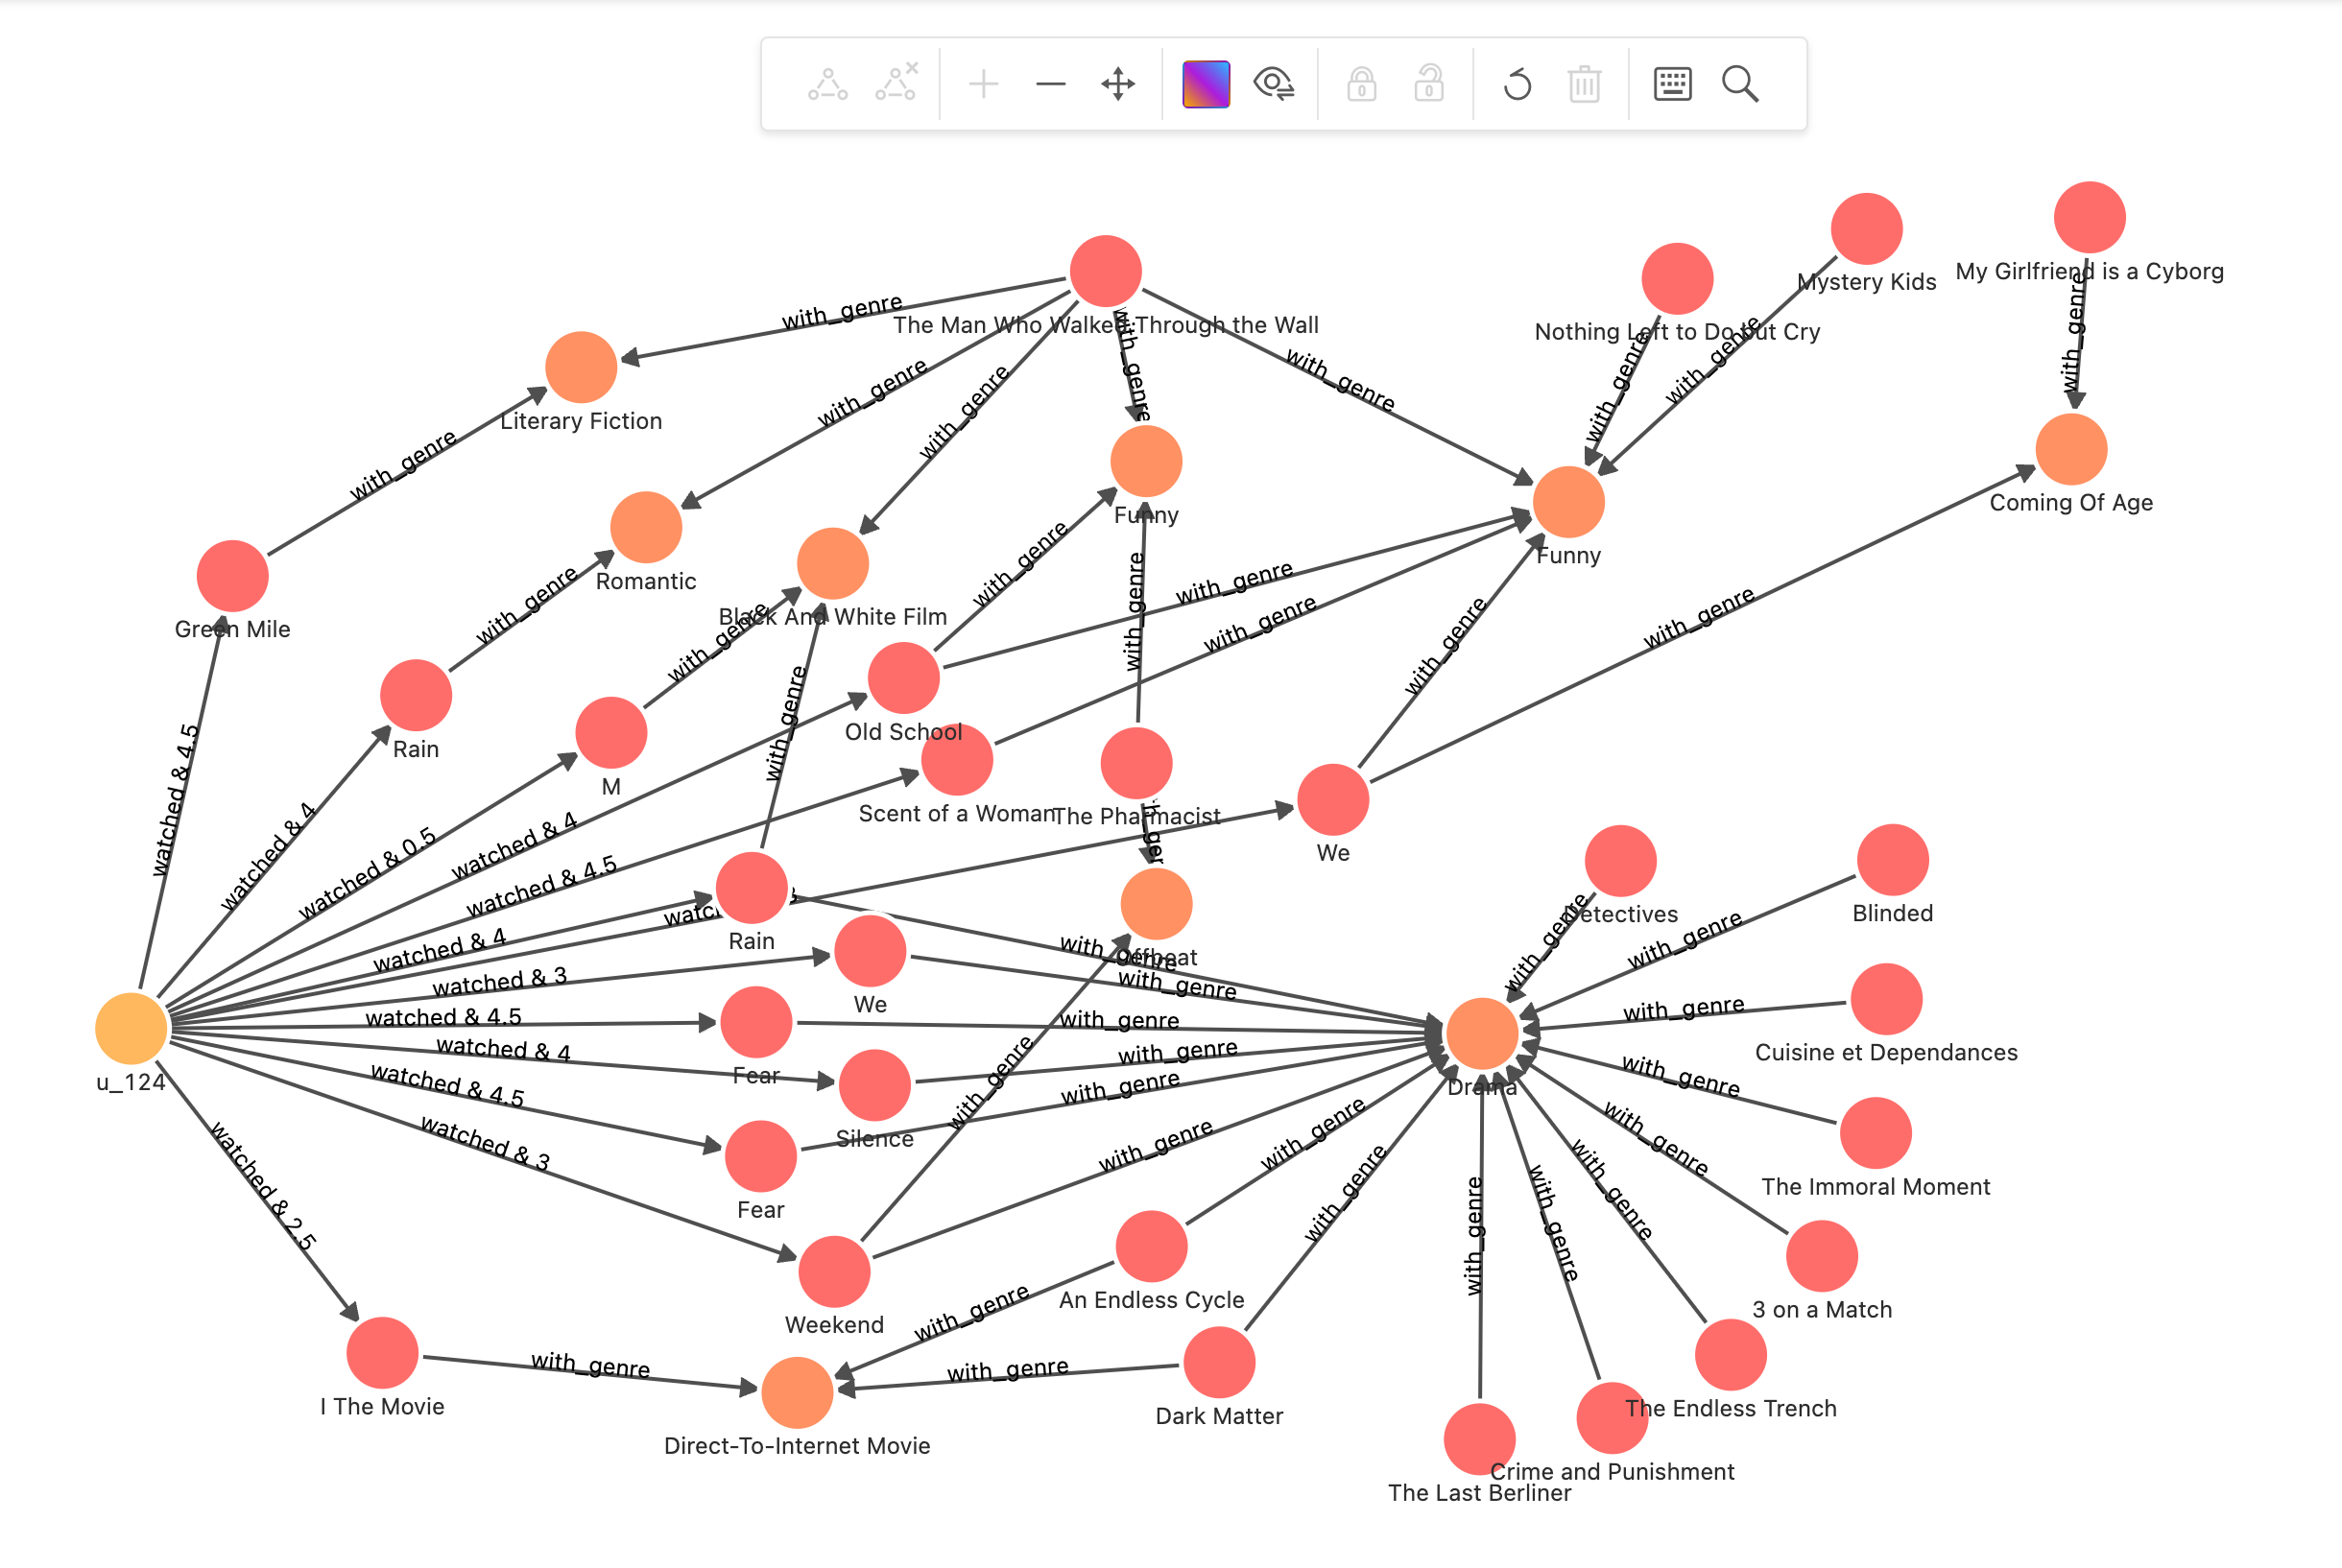 My Girlfriend is a Cyborg
Mystery Kids
The Man Who Walked Through the Wall
Nothing Left to Do but Cry
with_genre
with_genre
with_genre
with_genre
with_genre
with_genre
with_genre
with_genre
with_genre
Literary Fiction
with_genre
Funny
Coming Of Age
Funny
Romantic
with_genre
Black And White Film
with_genre
with_genre
with_genre
with_genre
with_genre
with_genre
with_genre
with_genre
Green Mile
Rain
M
Old School
with_genre
watched & 4.5
watched & 4
watched & 0.5
watched & 4
watched & 4.5
Scent of a Woman
The Pharmacist
We
Detectives
Blinded
Rain
watched & 4
with_genre
Offbeat
with_genre
with_genre
with_genre
watched & 3
We
with_genre
watched & 4.5
with_genre
Cuisine et Dependances
watched & 4
Fear
with_genre
u_124
Drama
with_genre
watched & 4.5
with_genre
with_genre
Silence
watched & 3
with_genre
with_genre
with_genre
with_genre
The Immoral Moment
watched & 2.5
Fear
with_genre
with_genre
with_genre
An Endless Cycle
3 on a Match
Weekend
with_genre
with_genre
with_genre
I The Movie
Dark Matter
The Endless Trench
Direct-To-Internet Movie
Crime and Punishment
The Last Berliner